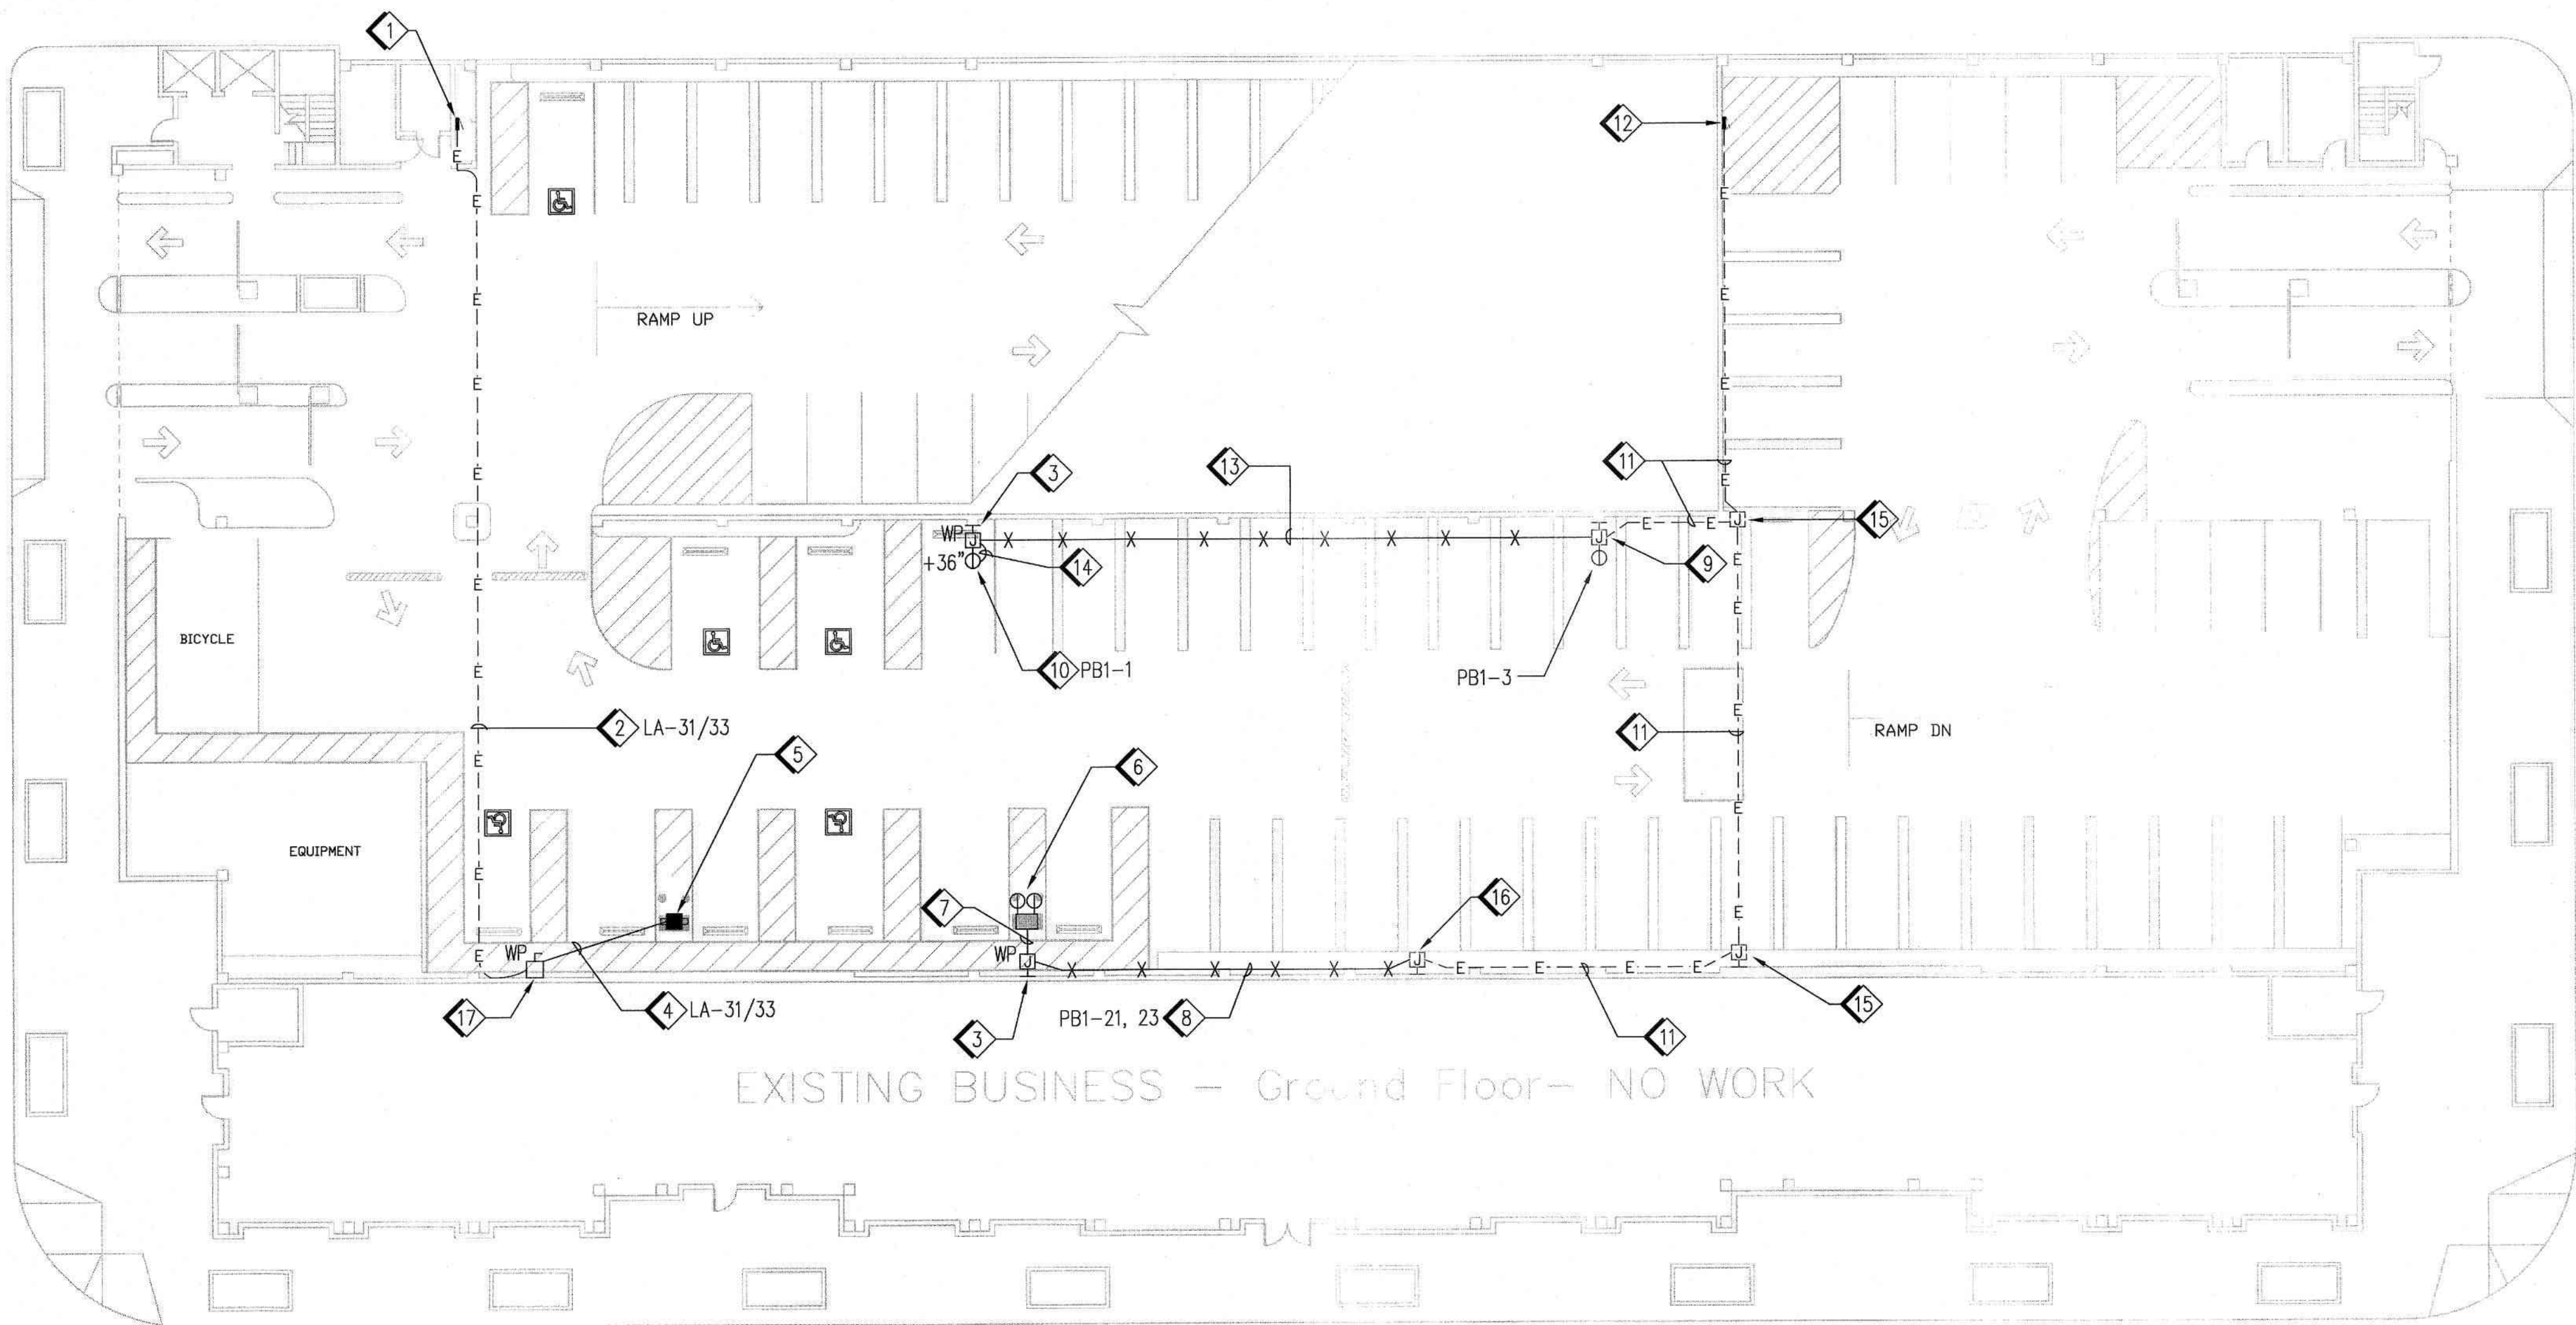 1
12
E
E
E
E
RAMP UP
E
E
E
3
13
11
E
E
WP
J
X X X X X X X X X
J
E E
J
15
+36"
14
9
E
E
E
BICYCLE
10 PB1-1
PB1-3
E
E
2 LA-31/33
11
RAMP DN
5
6
E
E
EQUIPMENT
E
16
7
E
E
WP
WP
J
X X X X X X
J
E E E E
J
17
4 LA-31/33
3
PB1-21, 23 8
11
15
EXISTING BUSINESS - Ground Floor- NO WORK